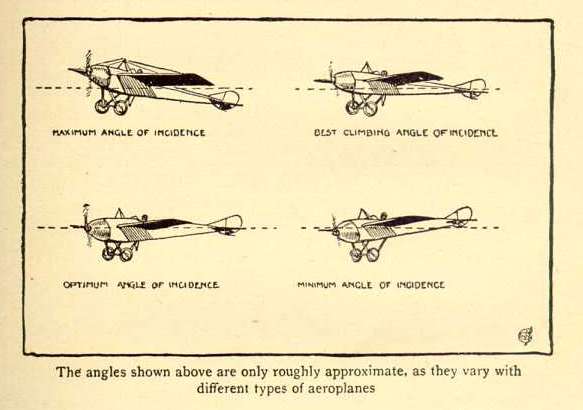 MAXIMUM ANGLE OF INCIDENCE
BEST CLIMBING ANGLE OF INCIDENCE
OPTIMUM ANGLE OF INCIDENCE
MINIMUM ANGLE OF INCIDENCE
The angles shown above are only roughly approximate, as they vary with
different types of aeroplanes